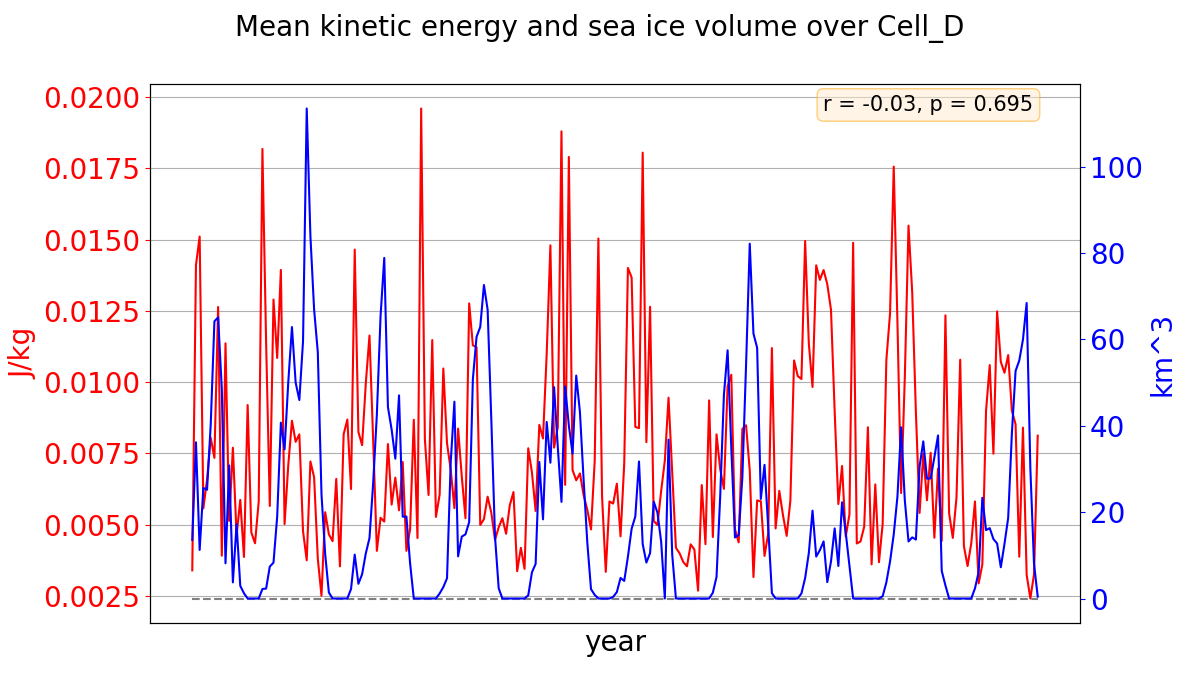 Mean kinetic energy and sea ice volume over Cell_D
r = -0.03, p = 0.695
0.0200
0.0175
0.0150
0.0125
0.0100
0.0075
0.0050
0.0025
J/kg
100
80
60
40
20
0
km^3
year